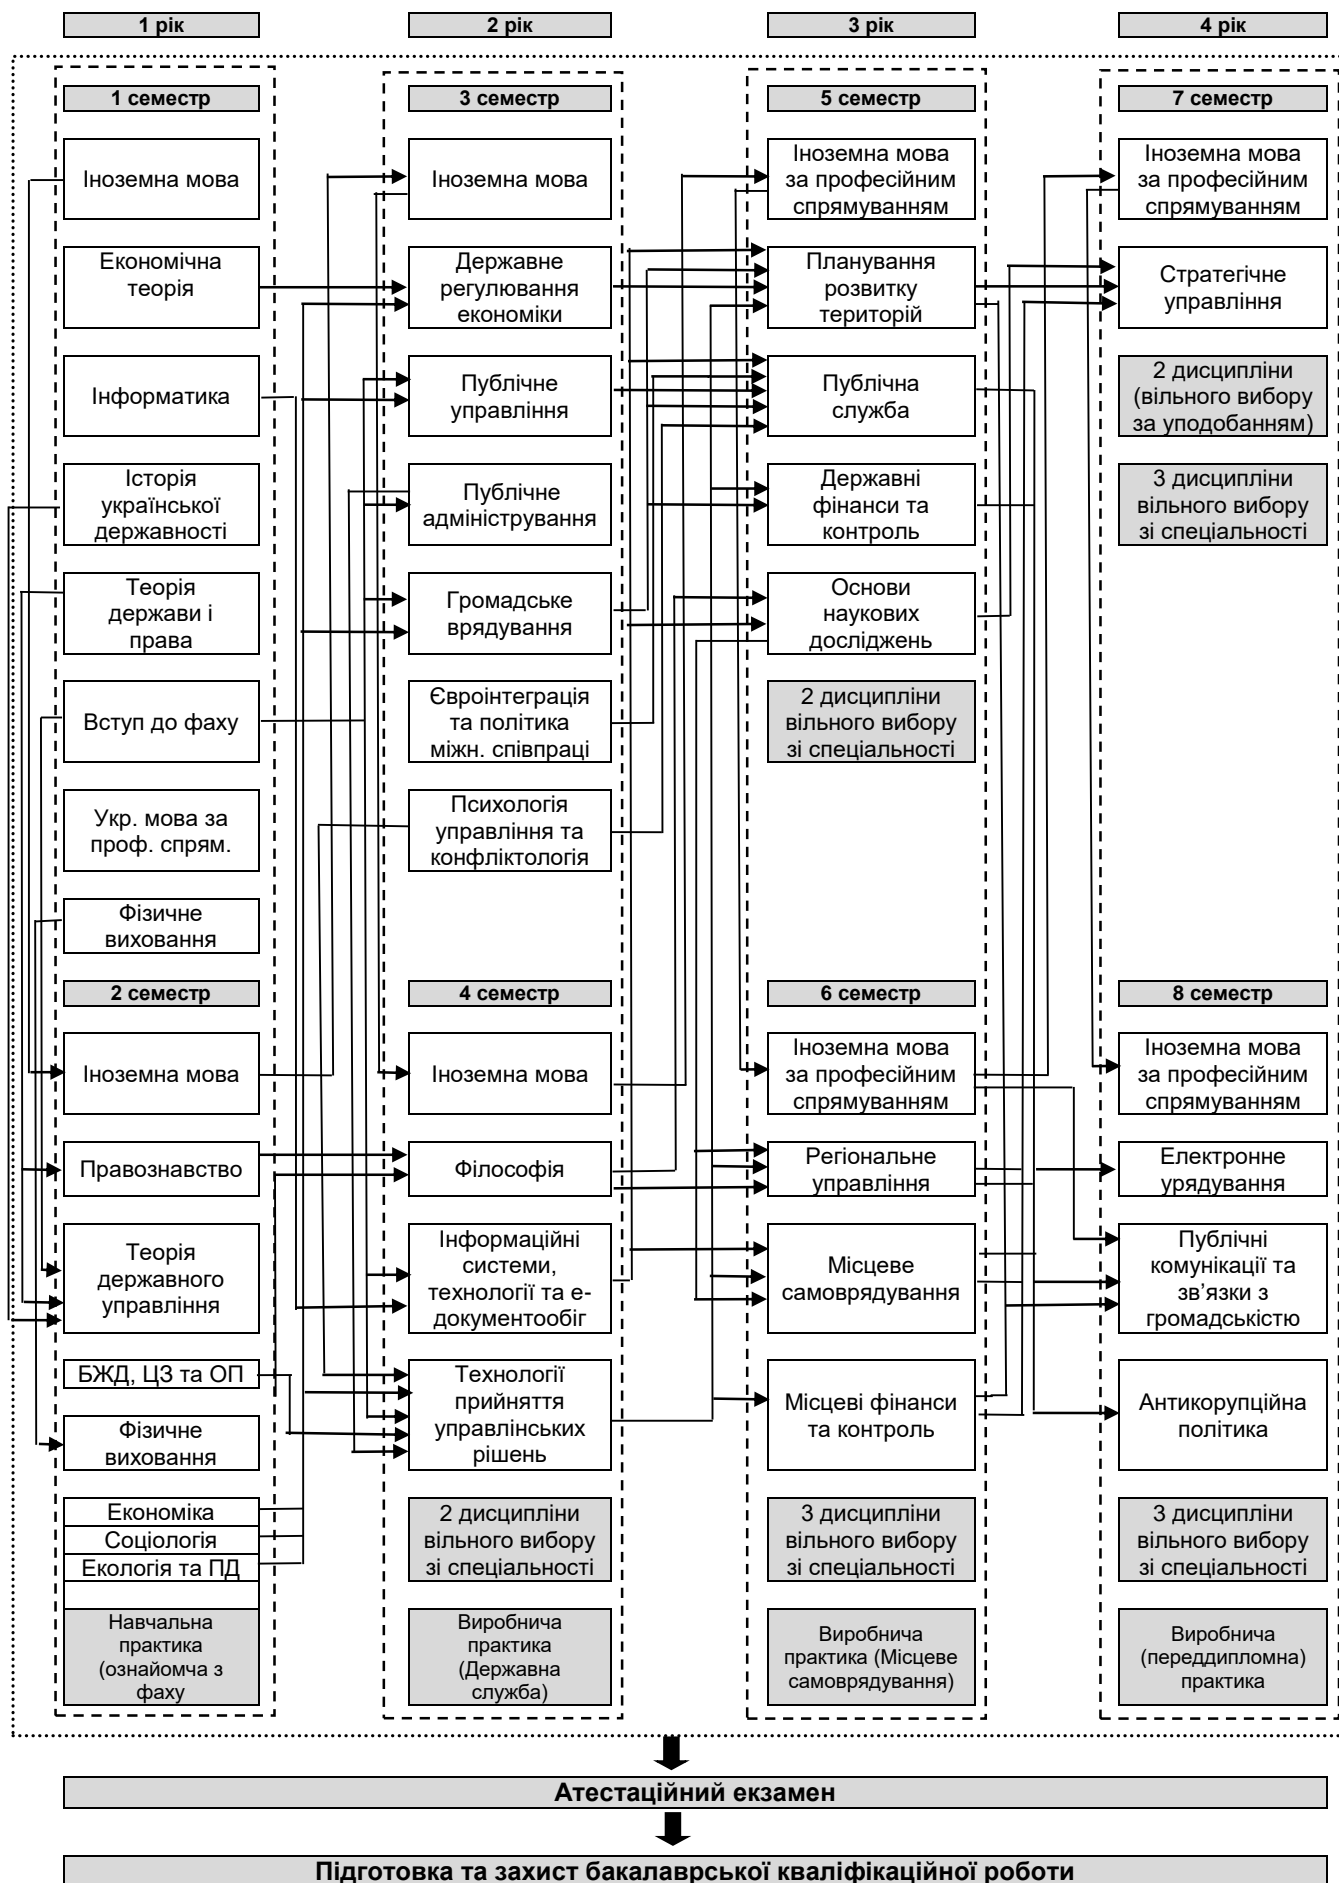 1 рік
2 рік
3 рік
4 рік
1 семестр
Іноземна мова
Економічна
теорія
Інформатика
Історія
української
державності
Теорія
держави і
права
Вступ до фаху
Укр. мова за
проф. спрям.
Фізичне
виховання
2 семестр
Іноземна мова
Правознавство
Теорія
державного
управління
БЖД, ЦЗ та ОП
Фізичне
виховання
Економіка
Соціологія
Екологія та ПД
Навчальна
практика
(ознайомча з
фаху
3 семестр
Іноземна мова
Державне
регулювання
економіки
Публічне
управління
Публічне
адміністрування
Громадське
врядування
Євроінтеграція
та політика
міжн. співпраці
Психологія
управління та
конфліктологія
4 семестр
Іноземна мова
Філософія
Інформаційні
системи,
технології та е-
документообіг
Технології
прийняття
управлінських
рішень
2 дисципліни
вільного вибору
зі спеціальності
Виробнича
практика
(Державна
служба)
5 семестр
Іноземна мова
за професійним
спрямуванням
Планування
розвитку
територій
Публічна
служба
Державні
фінанси та
контроль
Основи
наукових
досліджень
2 дисципліни
вільного вибору
зі спеціальності
6 семестр
Іноземна мова
за професійним
спрямуванням
Регіональне
управління
Місцеве
самоврядування
Місцеві фінанси
та контроль
3 дисципліни
вільного вибору
зі спеціальності
Виробнича
практика (Місцеве
самоврядування)
7 семестр
Іноземна мова
за професійним
спрямуванням
Стратегічне
управління
2 дисципліни
(вільного вибору
за уподобанням)
3 дисципліни
вільного вибору
зі спеціальності
8 семестр
Іноземна мова
за професійним
спрямуванням
Електронне
урядування
Публічні
комунікації та
зв’язки з
громадськістю
Антикорупційна
політика
3 дисципліни
вільного вибору
зі спеціальності
Виробнича
(переддипломна)
практика
Атестаційний екзамен
Підготовка та захист бакалаврської кваліфікаційної роботи